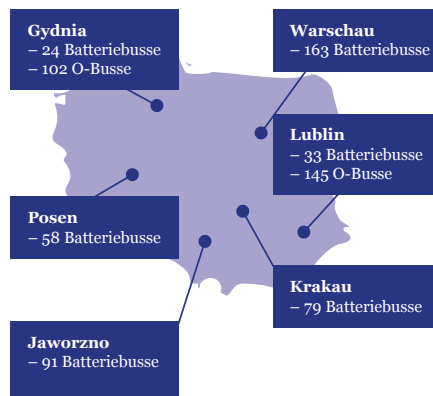 Gydnia
– 24 Batteriebusse
– 102 O-Busse
Warschau
– 163 Batteriebusse
Lublin
– 33 Batteriebusse
– 145 O-Busse
Posen
– 58 Batteriebusse
Krakau
– 79 Batteriebusse
Jaworzno
– 91 Batteriebusse